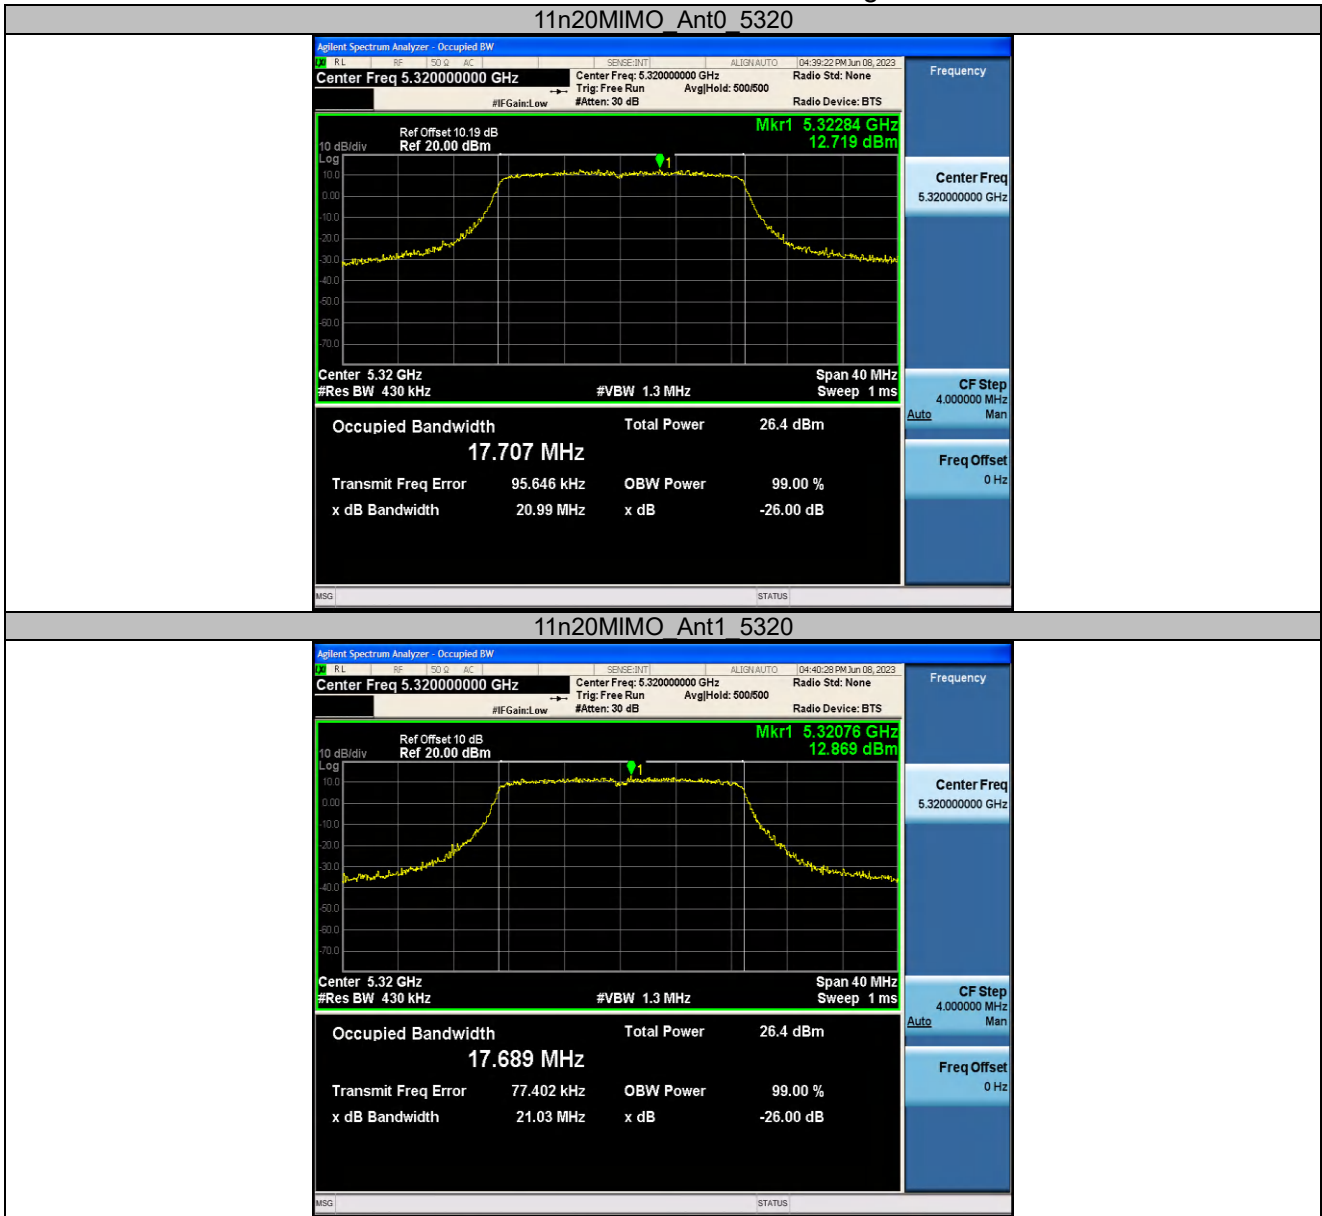 11n20MIMO_Ant0_5320
Agilent Spectrum Analyzer - Occupied BW
RL RF 50 Ω AC SENSE:INT ALIGNAUTO 04:39:22 PM Jun 08, 2023
Center Freq 5.320000000 GHz
Center Freq: 5.320000000 GHz
Radio Std: None
Trig: Free Run Avg|Hold: 500/500
#IFGain:Low #Atten: 30 dB Radio Device: BTS
Frequency
Mkr1 5.32284 GHz
12.719 dBm
Ref Offset 10.19 dB
10 dB/div Ref 20.00 dBm
Log
1
10.0
0.00
-10.0
-20.0
-30.0
-40.0
-50.0
-60.0
-70.0
Center Freq
5.320000000 GHz
Center 5.32 GHz Span 40 MHz
#Res BW 430 kHz #VBW 1.3 MHz Sweep 1 ms
CF Step
4.000000 MHz
Auto Man
Occupied Bandwidth Total Power 26.4 dBm
17.707 MHz
Freq Offset
0 Hz
Transmit Freq Error 95.646 kHz OBW Power 99.00 %
x dB Bandwidth 20.99 MHz x dB -26.00 dB
MSG STATUS
11n20MIMO_Ant1_5320
Agilent Spectrum Analyzer - Occupied BW
RL RF 50 Ω AC SENSE:INT ALIGNAUTO 04:40:28 PM Jun 08, 2023
Center Freq 5.320000000 GHz
Center Freq: 5.320000000 GHz
Radio Std: None
Trig: Free Run Avg|Hold: 500/500
#IFGain:Low #Atten: 30 dB Radio Device: BTS
Frequency
Mkr1 5.32076 GHz
12.869 dBm
Ref Offset 10 dB
10 dB/div Ref 20.00 dBm
Log
1
10.0
0.00
-10.0
-20.0
-30.0
-40.0
-50.0
-60.0
-70.0
Center Freq
5.320000000 GHz
Center 5.32 GHz Span 40 MHz
#Res BW 430 kHz #VBW 1.3 MHz Sweep 1 ms
CF Step
4.000000 MHz
Auto Man
Occupied Bandwidth Total Power 26.4 dBm
17.689 MHz
Freq Offset
0 Hz
Transmit Freq Error 77.402 kHz OBW Power 99.00 %
x dB Bandwidth 21.03 MHz x dB -26.00 dB
MSG STATUS